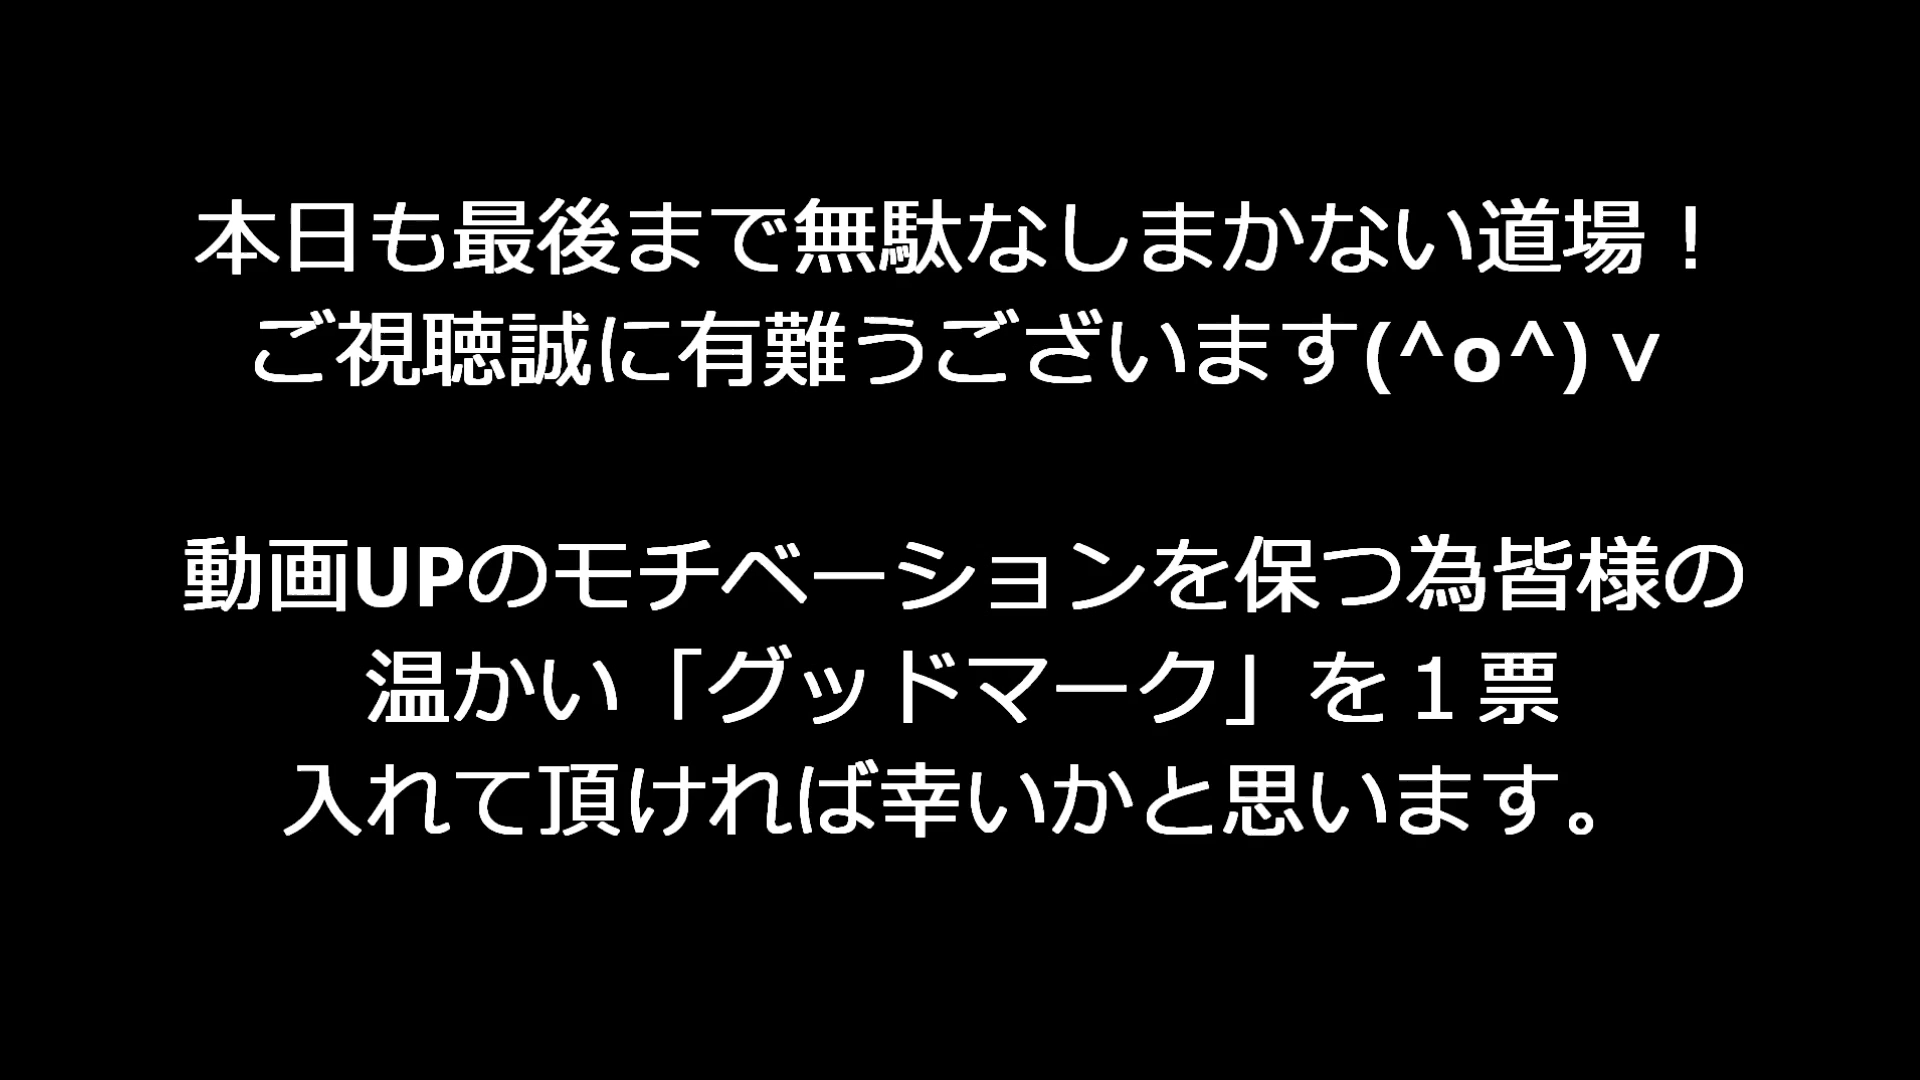 本日も最後まで無駄なしまかない道場！
ご視聴誠に有難うございます(^o^)ｖ
動画UPのモチベーションを保つ為皆様の
温かい「グッドマーク」を１票
入れて頂ければ幸いかと思います。